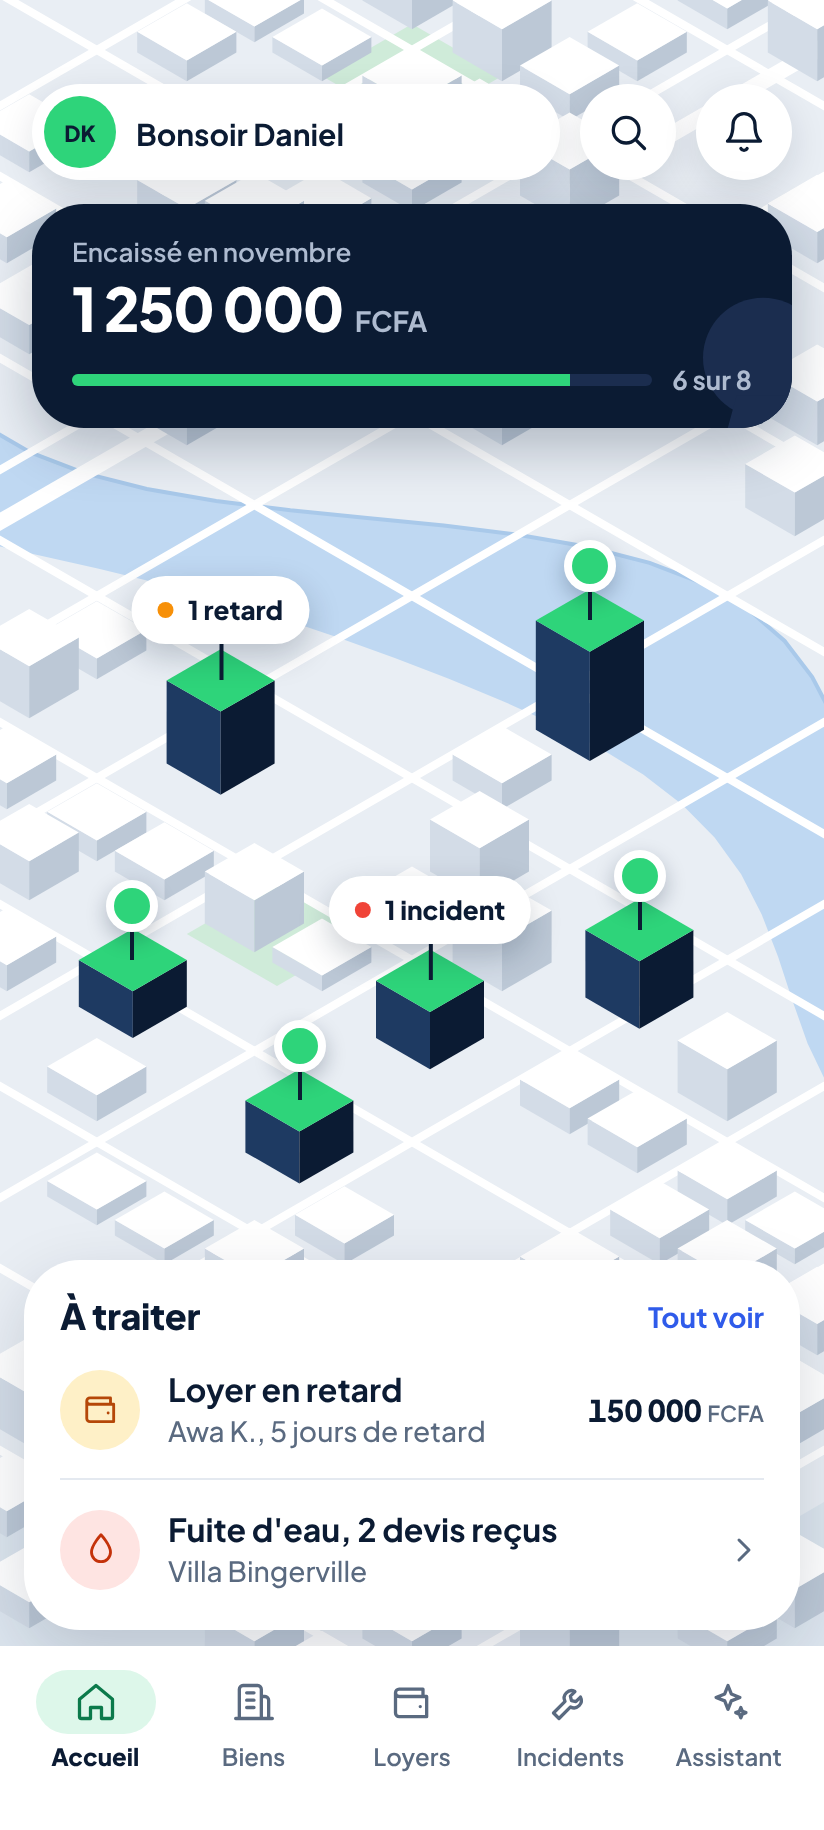 DK
Bonsoir Daniel
Encaissé en novembre
1 250 000 FCFA
6 sur 8
1 retard
1 incident
À traiter
Tout voir
Loyer en retard
Awa K., 5 jours de retard
150 000 FCFA
Fuite d'eau, 2 devis reçus
Villa Bingerville
Accueil
Biens
Loyers
Incidents
Assistant